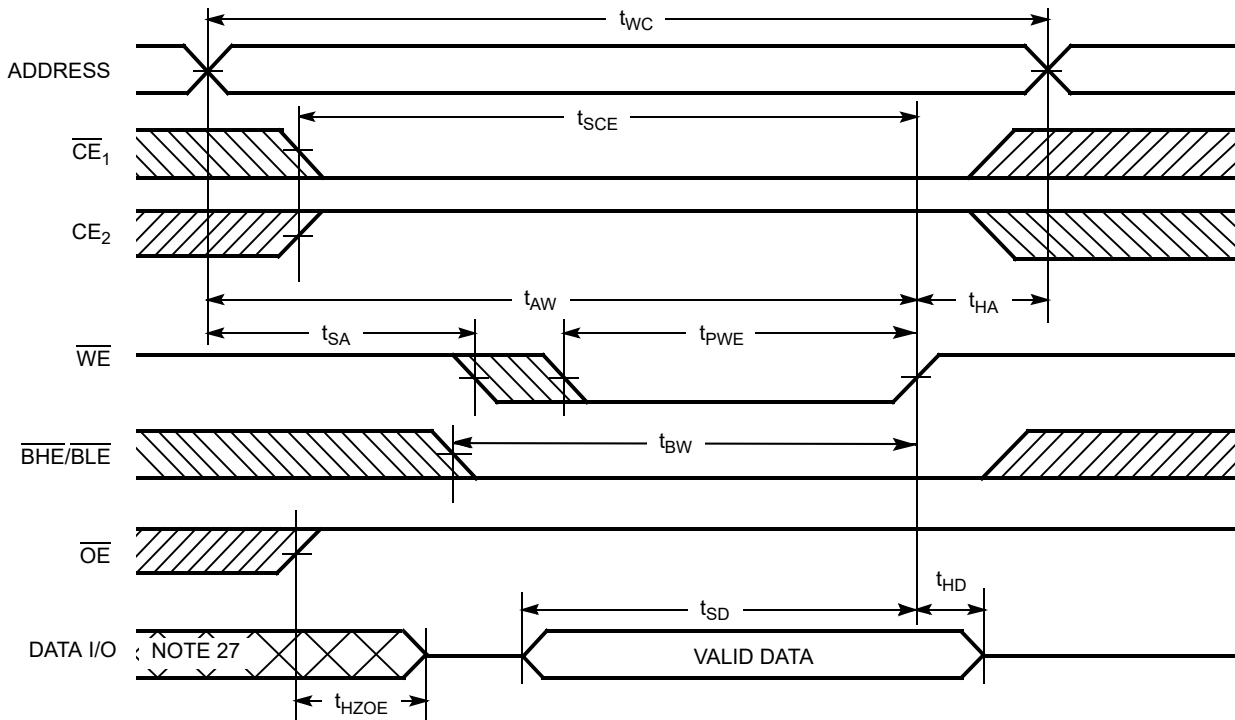 tWC
ADDRESS
tSCE
CE1
CE2
tAW
tHA
tSA
tPWE
WE
tBW
BHE/BLE
OE
tHD
tSD
DATA I/O
NOTE 27
VALID DATA
tHZOE